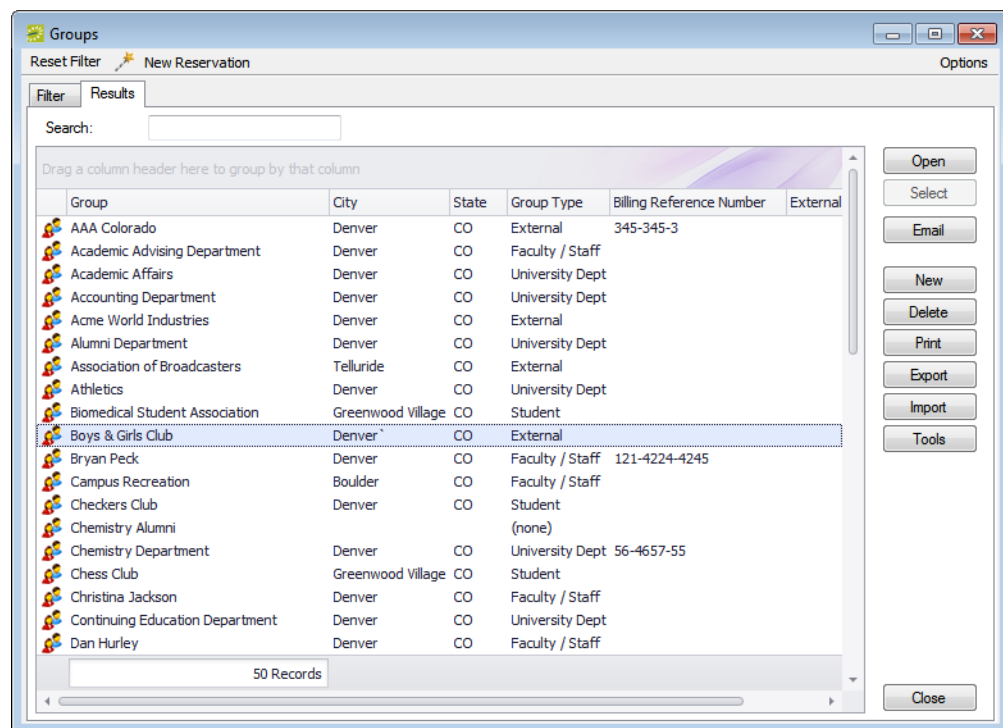 Groups
Reset Filter New Reservation Options
Filter Results
Search:
Drag a column header here to group by that column
Group City State Group Type Billing Reference Number External
AAA Colorado Denver CO External 345-345-3
Academic Advising Department Denver CO Faculty / Staff
Academic Affairs Denver CO University Dept
Accounting Department Denver CO University Dept
Acme World Industries Denver CO External
Alumni Department Denver CO University Dept
Association of Broadcasters Telluride CO External
Athletics Denver CO University Dept
Biomedical Student Association Greenwood Village CO Student
Boys & Girls Club Denver` CO External
Bryan Peck Denver CO Faculty / Staff 121-4224-4245
Campus Recreation Boulder CO Faculty / Staff
Checkers Club Denver CO Student
Chemistry Alumni (none)
Chemistry Department Denver CO University Dept 56-4657-55
Chess Club Greenwood Village CO Student
Christina Jackson Denver CO Faculty / Staff
Continuing Education Department Denver CO University Dept
Dan Hurley Denver CO Faculty / Staff
50 Records
Open
Select
Email
New
Delete
Print
Export
Import
Tools
Close